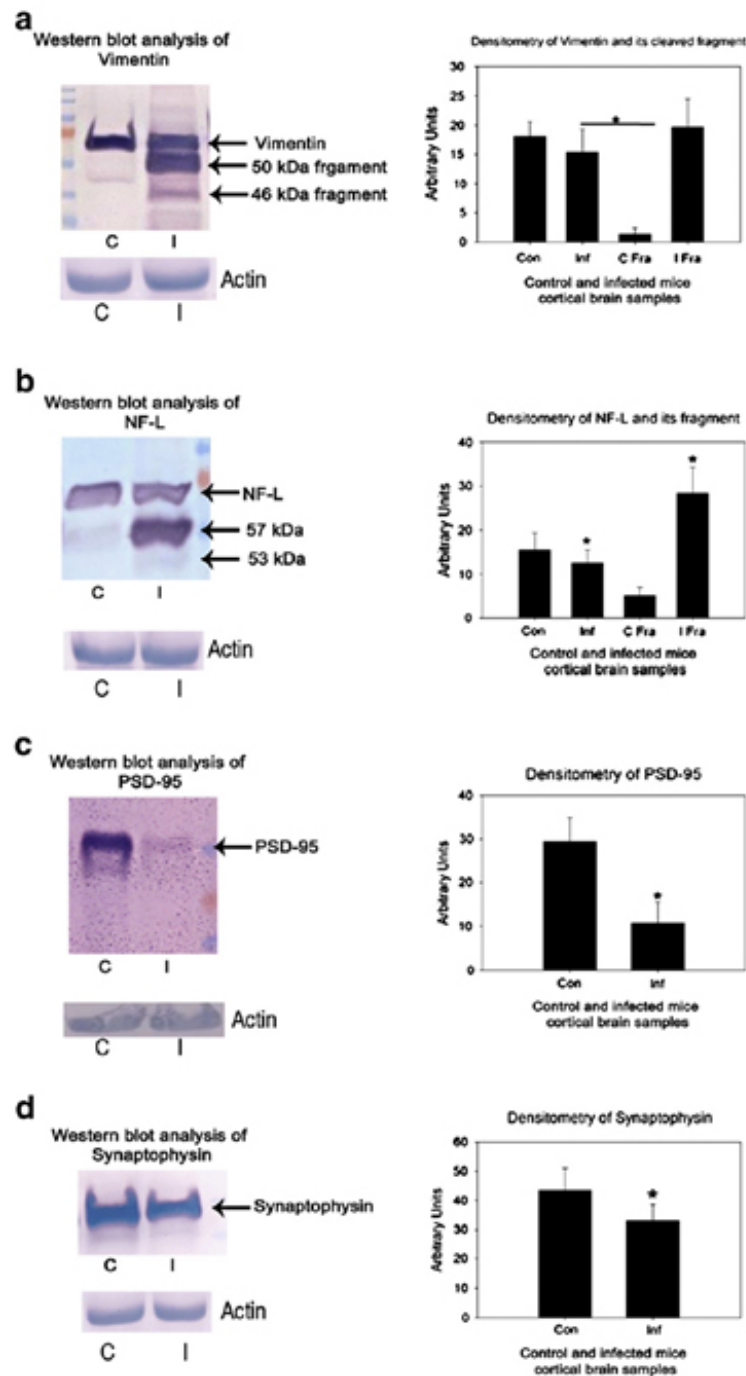 a
Western blot analysis of
Vimentin
Vimentin
50 kDa frgament
46 kDa fragment
C I
Actin
C I
Densitometry of Vimentin and its cleaved fragment
Arbitrary Units
30
25
20
15
10
5
0
*
Con Inf C Fra I Fra
Control and infected mice
cortical brain samples
b
Western blot analysis of
NF-L
NF-L
57 kDa
53 kDa
C I
Actin
C I
Densitometry of NF-L and its fragment
Arbitrary Units
40
30
20
10
0
* *
Con Inf C Fra I Fra
Control and infected mice
cortical brain samples
c
Western blot analysis of
PSD-95
PSD-95
C I
Actin
C I
Densitometry of PSD-95
Arbitrary Units
40
30
20
10
0
*
Con Inf
Control and infected mice
cortical brain samples
d
Western blot analysis of
Synaptophysin
Synaptophysin
C I
Actin
C I
Densitometry of Synaptophysin
Arbitrary Units
60
50
40
30
20
10
0
*
Con Inf
Control and infected mice
cortical brain samples